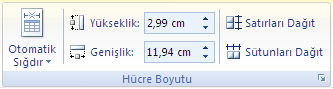 Otomatik Sığdır
Yükseklik: 2,99 cm
Genişlik: 11,94 cm
Satırları Dağıt
Sütunları Dağıt
Hücre Boyutu